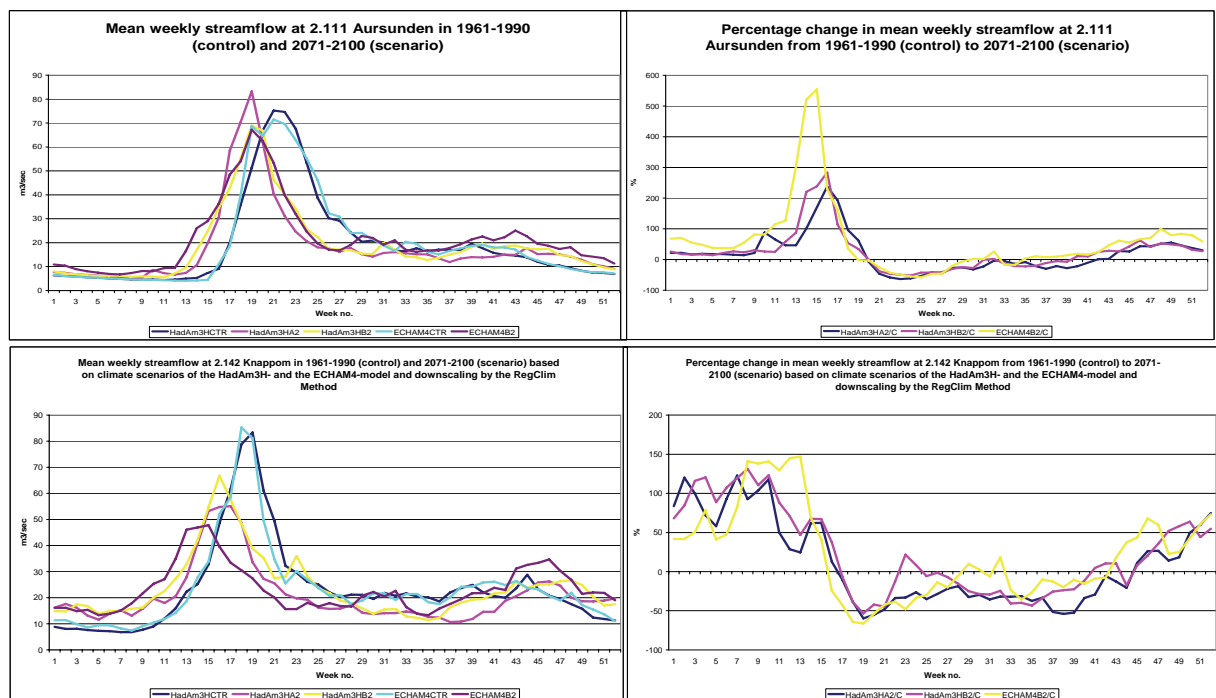 Mean weekly streamflow at 2.111 Aursunden in 1961-1990
(control) and 2071-2100 (scenario)
90
80
70
60
50
40
30
20
10
0
m3/sec
1 3 5 7 9 11 13 15 17 19 21 23 25 27 29 31 33 35 37 39 41 43 45 47 49 51
Week no.
HadAm3HCTR HadAm3HA2 HadAm3HB2 ECHAM4CTR ECHAM4B2
Percentage change in mean weekly streamflow at 2.111
Aursunden from 1961-1990 (control) to 2071-2100 (scenario)
600
500
400
300
200
100
0
-100
%
1 3 5 7 9 11 13 15 17 19 21 23 25 27 29 31 33 35 37 39 41 43 45 47 49 51
Week no.
HadAm3HA2/C HadAm3HB2/C ECHAM4B2/C
Mean weekly streamflow at 2.142 Knappom in 1961-1990 (control) and 2071-2100 (scenario) based
on climate scenarios of the HadAm3H- and the ECHAM4-model and downscaling by the RegClim
Method
90
80
70
60
50
40
30
20
10
0
m3/sec
1 3 5 7 9 11 13 15 17 19 21 23 25 27 29 31 33 35 37 39 41 43 45 47 49 51
Week no.
HadAm3HCTR HadAm3HA2 HadAm3HB2 ECHAM4CTR ECHAM4B2
Percentage change in mean weekly streamflow at 2.142 Knappom from 1961-1990 (control) to 2071-
2100 (scenario) based on climate scenarios of the HadAm3H- and the ECHAM4-model and
downscaling by the RegClim Method
200
150
100
50
0
-50
-100
%
1 3 5 7 9 11 13 15 17 19 21 23 25 27 29 31 33 35 37 39 41 43 45 47 49 51
Week no.
HadAm3HA2/C HadAm3HB2/C ECHAM4B2/C